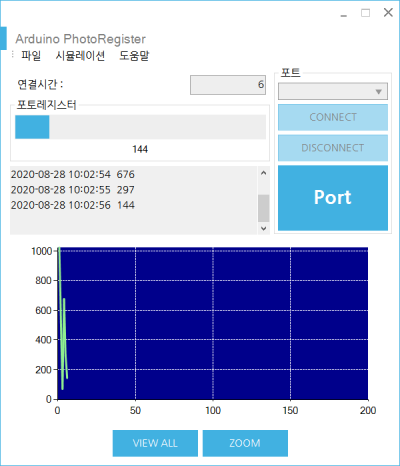 Arduino PhotoRegister
파일 시뮬레이션 도움말
연결시간 : 6
포토레지스터
144
2020-08-28 10:02:54 676
2020-08-28 10:02:55 297
2020-08-28 10:02:56 144
포트
CONNECT
DISCONNECT
Port
1000
800
600
400
200
0
0 50 100 150 200
VIEW ALL ZOOM